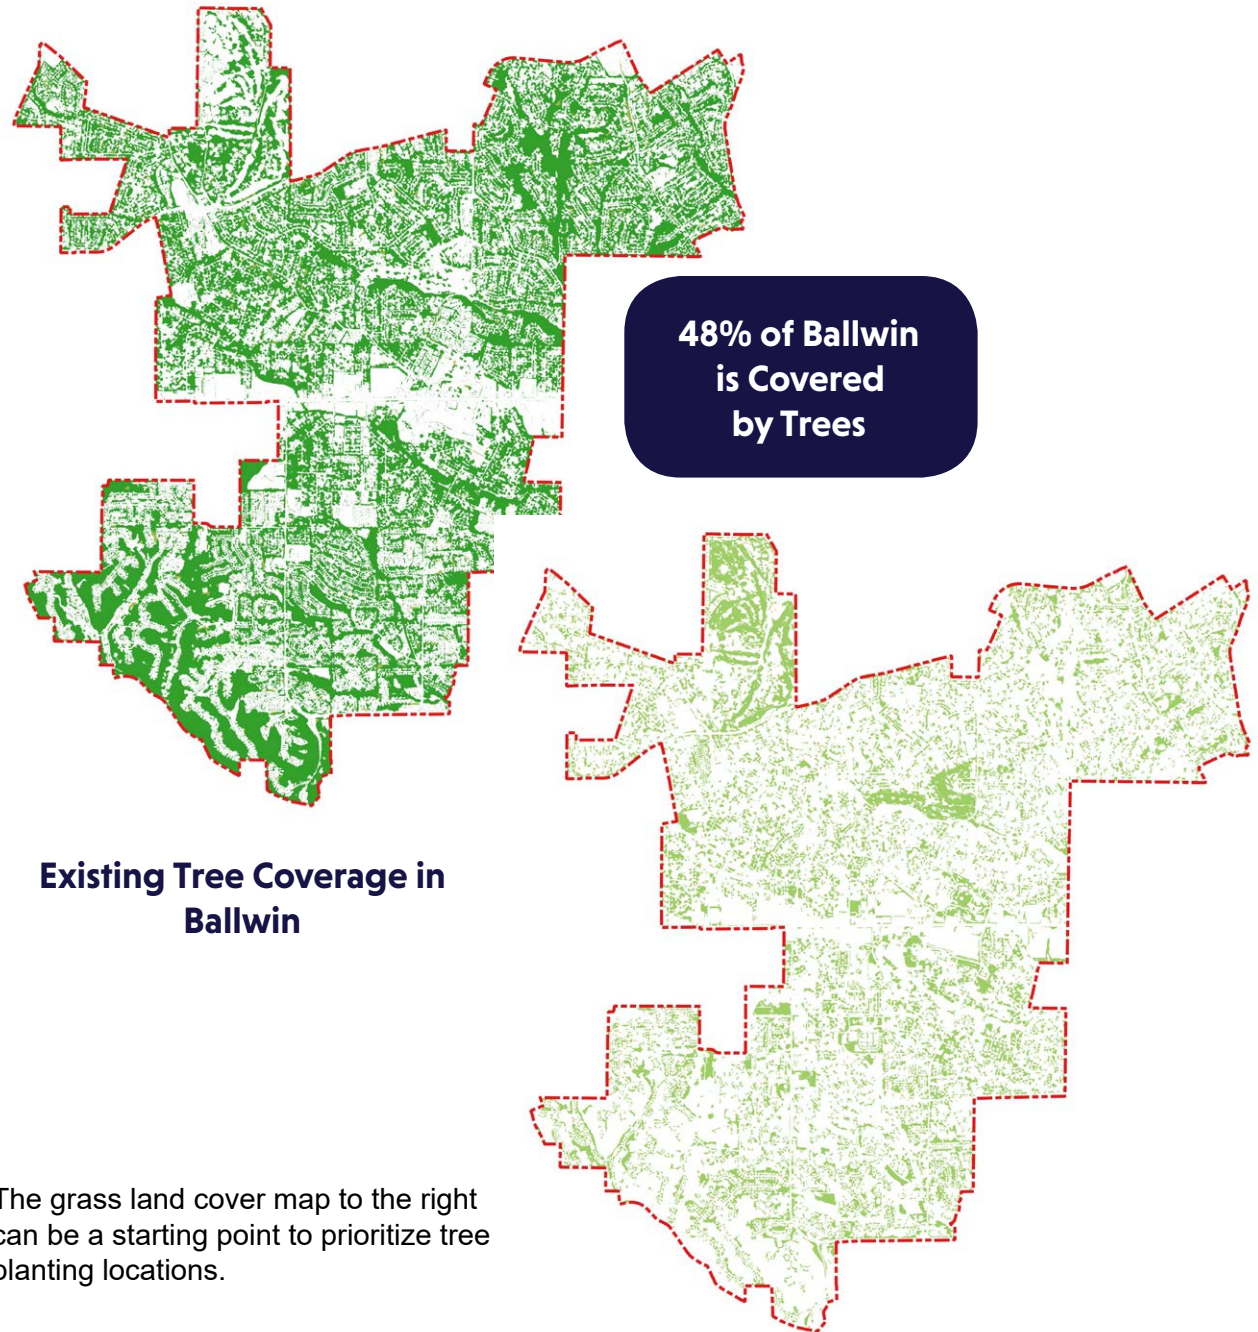 48% of Ballwin
is Covered
by Trees
Existing Tree Coverage in
Ballwin
The grass land cover map to the right
can be a starting point to prioritize tree
planting locations.